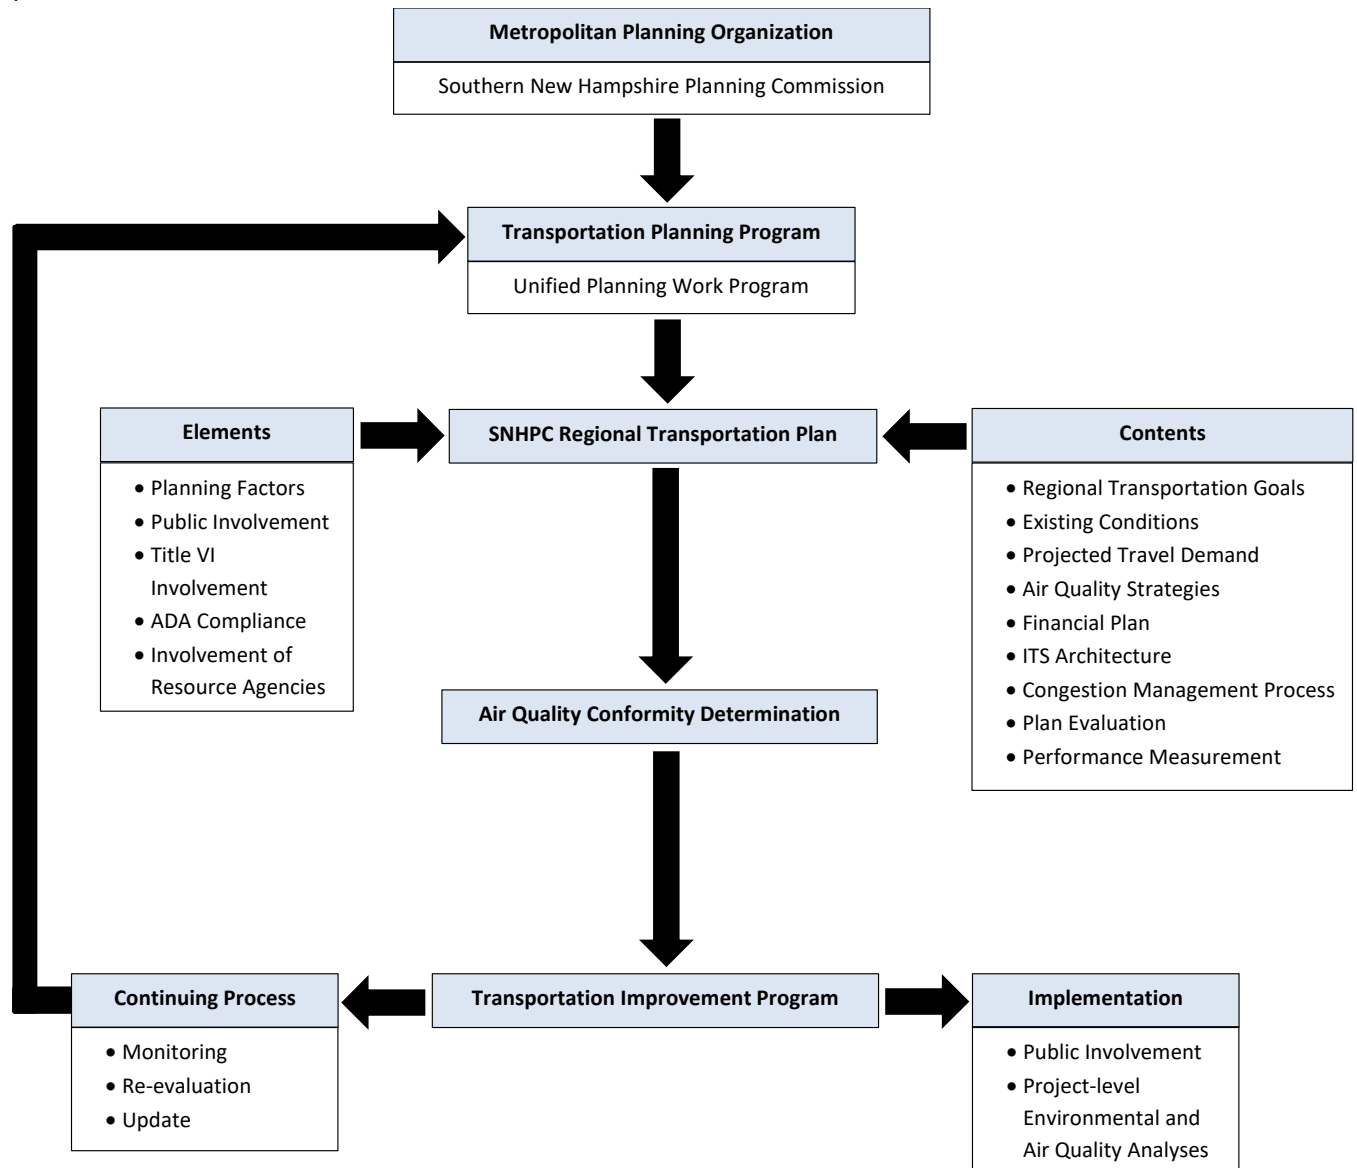 Metropolitan Planning Organization
Southern New Hampshire Planning Commission
Transportation Planning Program
Unified Planning Work Program
Elements
• Planning Factors
• Public Involvement
• Title VI
Involvement
• ADA Compliance
• Involvement of
Resource Agencies
SNHPC Regional Transportation Plan
Contents
• Regional Transportation Goals
• Existing Conditions
• Projected Travel Demand
• Air Quality Strategies
• Financial Plan
• ITS Architecture
• Congestion Management Process
• Plan Evaluation
• Performance Measurement
Air Quality Conformity Determination
Continuing Process
• Monitoring
• Re-evaluation
• Update
Transportation Improvement Program
Implementation
• Public Involvement
• Project-level
Environmental and
Air Quality Analyses